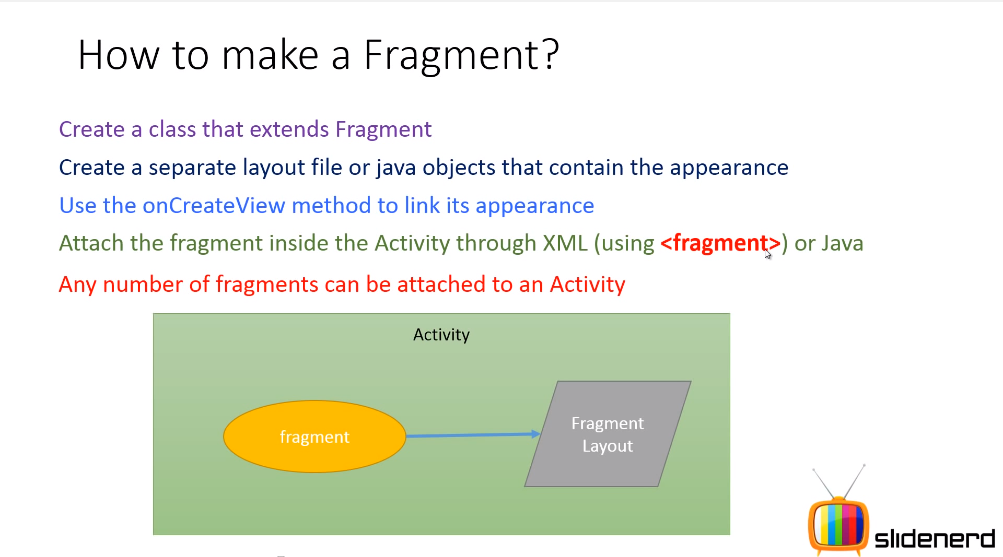 How to make a Fragment?
Create a class that extends Fragment
Create a separate layout file or java objects that contain the appearance
Use the onCreateView method to link its appearance
Attach the fragment inside the Activity through XML (using <fragment>) or Java
Any number of fragments can be attached to an Activity
Activity
fragment
Fragment
Layout
slidenerd